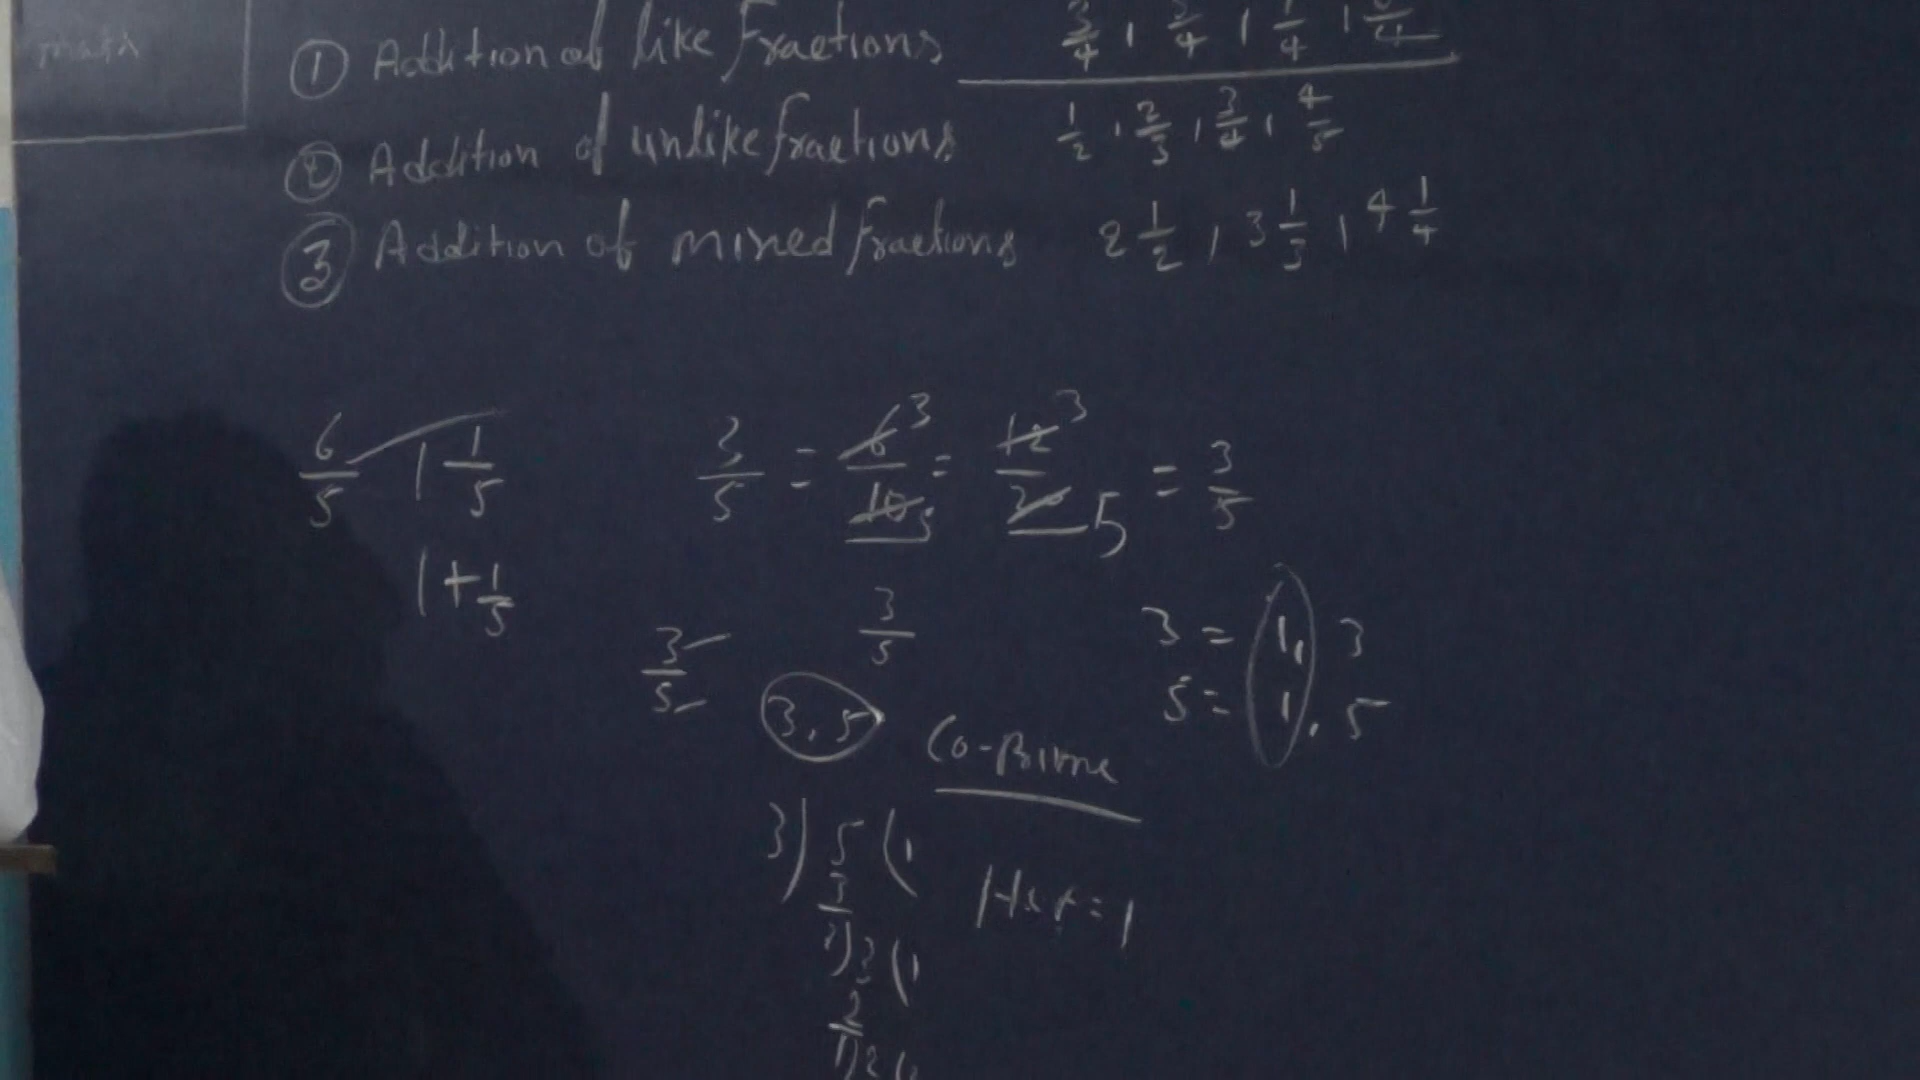 ① Addition of like Fractions 3/4 ,
② Addition of unlike fractions 1/2 , 2/3 , 3/4 , 4/5
③ Addition of mixed fractions 2 1/2 , 3 1/3 , 4 1/4
6/5 1 1/5 3/5 = 6/10 3 5 = 12/20 3 5 = 3/5
1 + 1/5
3/5 3/5 3 = 1, 3
3, 5 5 = 1, 5
Co-Prime
3) 5 (1
3
2) 3 (1
Hcf = 1
2
1) 2 (